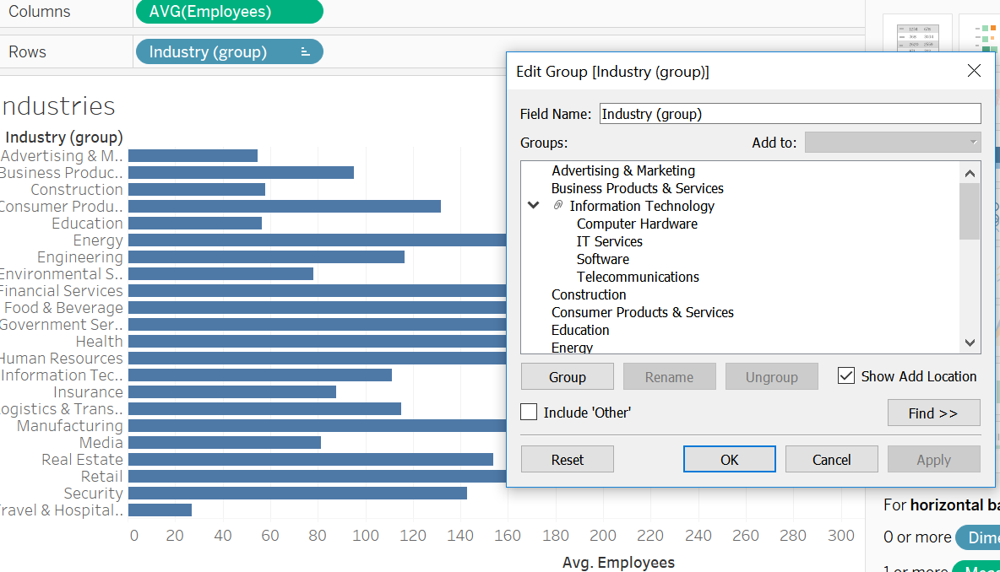 Columns
AVG(Employees)
Rows
Industry (group)
ndustries
Industry (group)
Advertising & M..
Business Produc..
Construction
Consumer Produ..
Education
Energy
Engineering
Environmental S..
Financial Services
Food & Beverage
Government Ser..
Health
Human Resources
Information Tec..
Insurance
ogistics & Trans..
Manufacturing
Media
Real Estate
Retail
Security
Travel & Hospital..
0 20 40 60 80 100 120 140 160 180 200 220 240 260 280 300
Avg. Employees
Edit Group [Industry (group)]
Field Name: Industry (group)
Groups:
Add to:
Advertising & Marketing
Business Products & Services
Information Technology
Computer Hardware
IT Services
Software
Telecommunications
Construction
Consumer Products & Services
Education
Energy
Group
Rename
Ungroup
Show Add Location
Include 'Other'
Find >>
Reset
OK
Cancel
Apply
For horizontal ba
0 or more Dime
1 or more